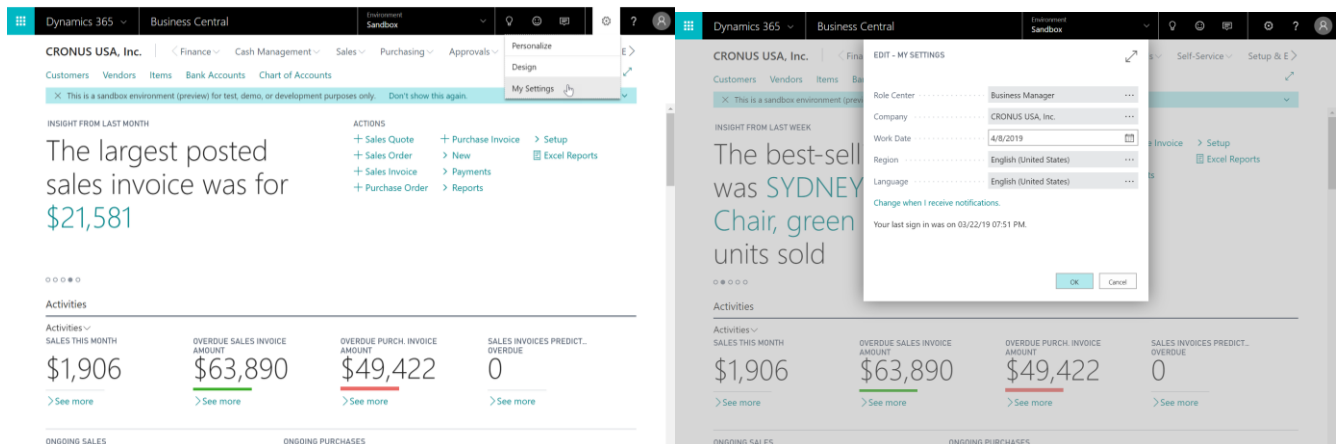 Dynamics 365 Business Central Environment Sandbox ?
CRONUS USA, Inc. Finance Cash Management Sales Purchasing Approvals E
Personalize
Design
My Settings
Customers Vendors Items Bank Accounts Chart of Accounts
This is a sandbox environment (preview) for test, demo, or development purposes only. Don't show this again.
INSIGHT FROM LAST MONTH
The largest posted
sales invoice was for
$21,581
ACTIONS
+ Sales Quote + Purchase Invoice > Setup
+ Sales Order > New Excel Reports
+ Sales Invoice > Payments
+ Purchase Order > Reports
Activities
Activities
SALES THIS MONTH
$1,906
>See more
OVERDUE SALES INVOICE
AMOUNT
$63,890
>See more
OVERDUE PURCH. INVOICE
AMOUNT
$49,422
>See more
SALES INVOICES PREDICT...
OVERDUE
0
>See more
ONGOING SALES ONGOING PURCHASES
Dynamics 365 Business Central Environment Sandbox ?
CRONUS USA, Inc. Fina s Self-Service Setup & E
Customers Vendors Items Ba
This is a sandbox environment (previ
INSIGHT FROM LAST WEEK
The best-sell
was SYDNEY
Chair, green
units sold
e Invoice > Setup
Excel Reports
ts
EDIT - MY SETTINGS
Role Center Business Manager ...
Company CRONUS USA, Inc. ...
Work Date 4/8/2019
Region English (United States) ...
Language English (United States) ...
Change when I receive notifications.
Your last sign in was on 03/22/19 07:51 PM.
OK Cancel
Activities
Activities
SALES THIS MONTH
$1,906
>See more
OVERDUE SALES INVOICE
AMOUNT
$63,890
>See more
OVERDUE PURCH. INVOICE
AMOUNT
$49,422
>See more
SALES INVOICES PREDICT...
OVERDUE
0
>See more
ONGOING SALES ONGOING PURCHASES